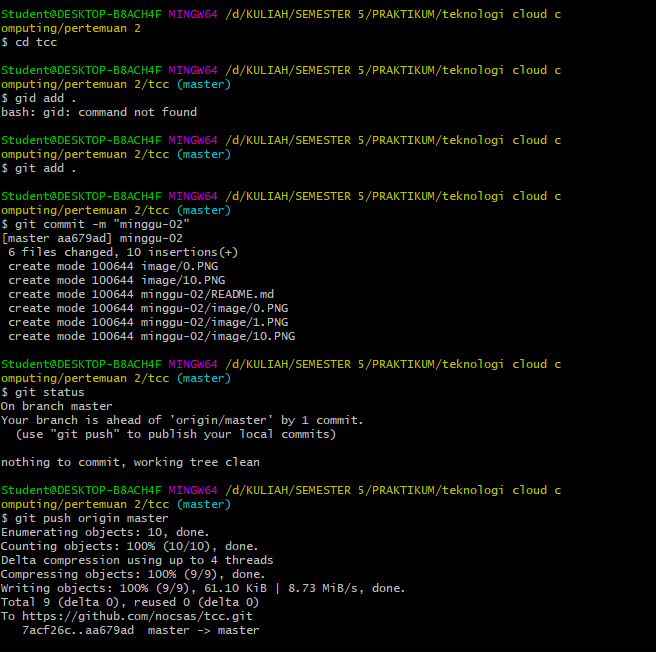 Student@DESKTOP-B8ACH4F MINGW64 /d/KULIAH/SEMESTER 5/PRAKTIKUM/teknologi cloud c
omputing/pertemuan 2
$ cd tcc
Student@DESKTOP-B8ACH4F MINGW64 /d/KULIAH/SEMESTER 5/PRAKTIKUM/teknologi cloud c
omputing/pertemuan 2/tcc (master)
$ gid add .
bash: gid: command not found
Student@DESKTOP-B8ACH4F MINGW64 /d/KULIAH/SEMESTER 5/PRAKTIKUM/teknologi cloud c
omputing/pertemuan 2/tcc (master)
$ git add .
Student@DESKTOP-B8ACH4F MINGW64 /d/KULIAH/SEMESTER 5/PRAKTIKUM/teknologi cloud c
omputing/pertemuan 2/tcc (master)
$ git commit -m "minggu-02"
[master aa679ad] minggu-02
 6 files changed, 10 insertions(+)
 create mode 100644 image/0.PNG
 create mode 100644 image/10.PNG
 create mode 100644 minggu-02/README.md
 create mode 100644 minggu-02/image/0.PNG
 create mode 100644 minggu-02/image/1.PNG
 create mode 100644 minggu-02/image/10.PNG
Student@DESKTOP-B8ACH4F MINGW64 /d/KULIAH/SEMESTER 5/PRAKTIKUM/teknologi cloud c
omputing/pertemuan 2/tcc (master)
$ git status
On branch master
Your branch is ahead of 'origin/master' by 1 commit.
  (use "git push" to publish your local commits)
nothing to commit, working tree clean
Student@DESKTOP-B8ACH4F MINGW64 /d/KULIAH/SEMESTER 5/PRAKTIKUM/teknologi cloud c
omputing/pertemuan 2/tcc (master)
$ git push origin master
Enumerating objects: 10, done.
Counting objects: 100% (10/10), done.
Delta compression using up to 4 threads
Compressing objects: 100% (9/9), done.
Writing objects: 100% (9/9), 61.10 KiB | 8.73 MiB/s, done.
Total 9 (delta 0), reused 0 (delta 0)
To https://github.com/nocsas/tcc.git
   7acf26c..aa679ad  master -> master